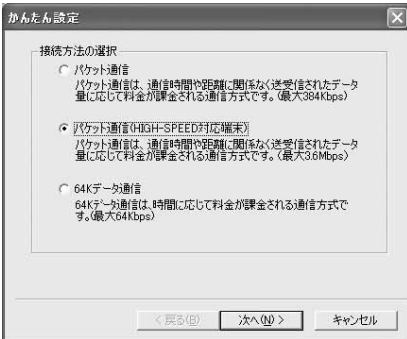 かんたん設定
接続方法の選択
パケット通信
パケット通信は、通信時間や距離に関係なく送受信されたデータ
量に応じて料金が課金される通信方式です。(最大384Kbps)
パケット通信(HIGH-SPEED対応端末)
パケット通信は、通信時間や距離に関係なく送受信されたデータ
量に応じて料金が課金される通信方式です。(最大3.6Mbps)
64Kデータ通信
64Kデータ通信は、時間に応じて料金が課金される通信方式で
す。(最大64Kbps)
< 戻る(B)
次へ(N) >
キャンセル